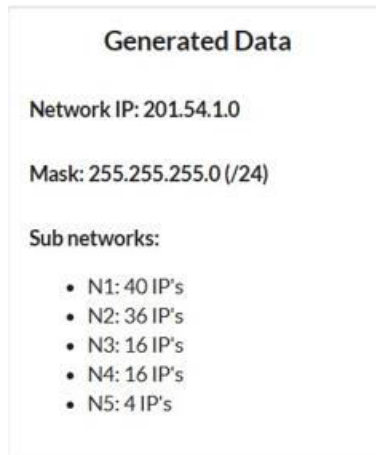 Generated Data
Network IP: 201.54.1.0
Mask: 255.255.255.0 (/24)
Sub networks:
• N1: 40 IP's
• N2: 36 IP's
• N3: 16 IP's
• N4: 16 IP's
• N5: 4 IP's